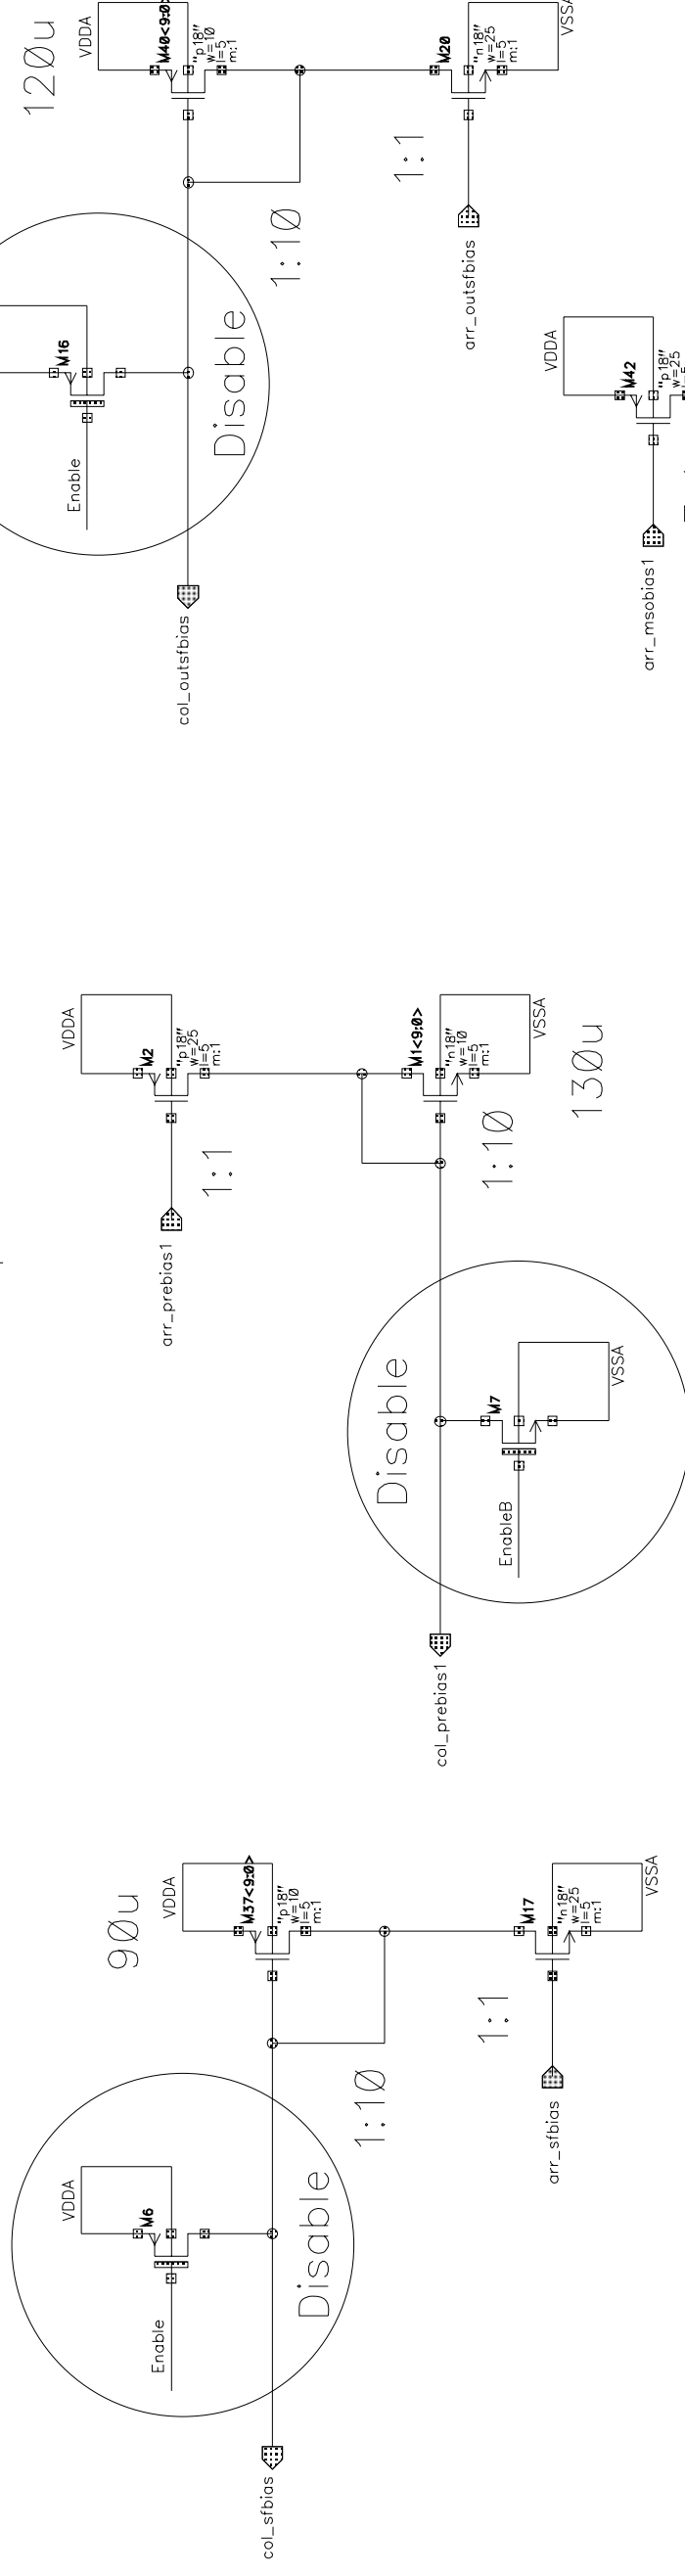 120u
VDDA
M40<9:0>
"p18"
w=10
l=5
m:1
M20
"n18"
w=25
l=5
m:1
VSSA
1:1
1:10
arr_outsfbias
Disable
M16
Enable
col_outsfbias
VDDA
M42
"p18"
w=25
arr_msobias1
VDDA
M2
"p18"
w=25
l=5
m:1
1:1
arr_prebias1
M1<9:0>
"n18"
w=10
l=5
m:1
VSSA
130u
1:10
Disable
M7
VSSA
EnableB
col_prebias1
90u
VDDA
M37<9:0>
"p18"
w=10
l=5
m:1
M17
"n18"
w=25
l=5
m:1
VSSA
1:1
1:10
arr_sfbias
VDDA
M6
Disable
Enable
col_sfbias